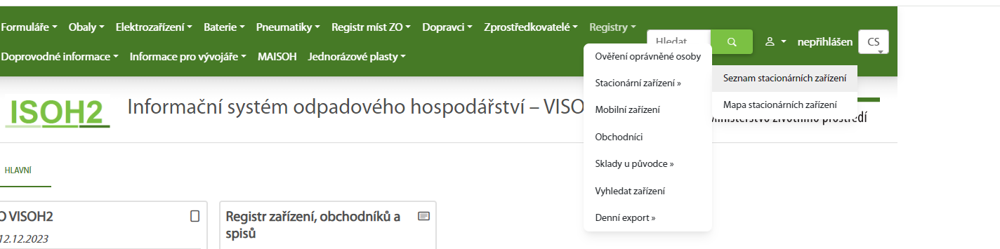 Formuláře Obaly Elektrozařízení Baterie Pneumatiky Registr míst ZO Dopravci Zprostředkovatelé Registry
Hledat
nepřihlášen CS
Doprovodné informace Informace pro vývojáře MAISOH Jednorázové plasty
Ověření oprávněné osoby
Stacionární zařízení »
Mobilní zařízení
Obchodníci
Sklady u původce »
Vyhledat zařízení
Denní export »
Seznam stacionárních zařízení
Mapa stacionárních zařízení
ISOH2
Informační systém odpadového hospodářství – VISO
životního prostředí
HLAVNÍ
O VISOH2
12.12.2023
Registr zařízení, obchodníků a
spisů